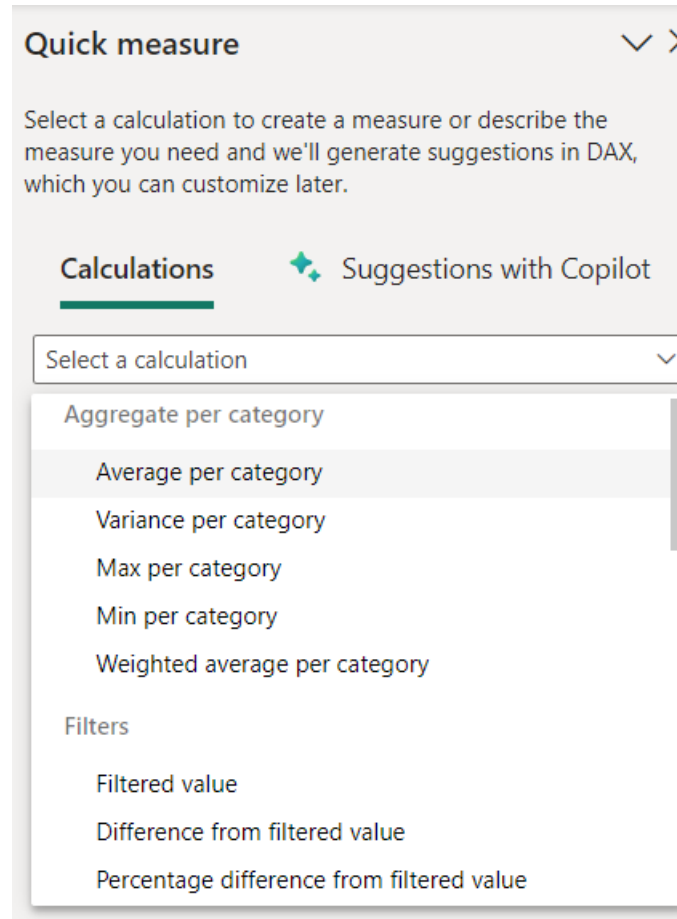 Quick measure
Select a calculation to create a measure or describe the
measure you need and we'll generate suggestions in DAX,
which you can customize later.
Calculations
Suggestions with Copilot
Select a calculation
Aggregate per category
Average per category
Variance per category
Max per category
Min per category
Weighted average per category
Filters
Filtered value
Difference from filtered value
Percentage difference from filtered value